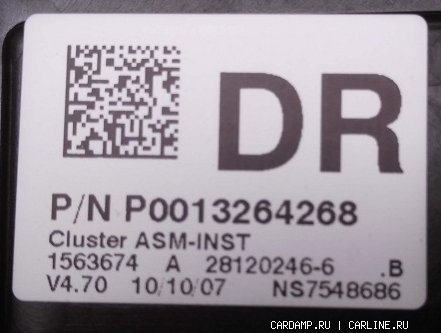 DR
P/N P0013264268
Cluster ASM-INST
1563674 A 28120246-6 .B
V4.70 10/10/07 NS7548686
CARDAMP.RU | CARLINE.RU